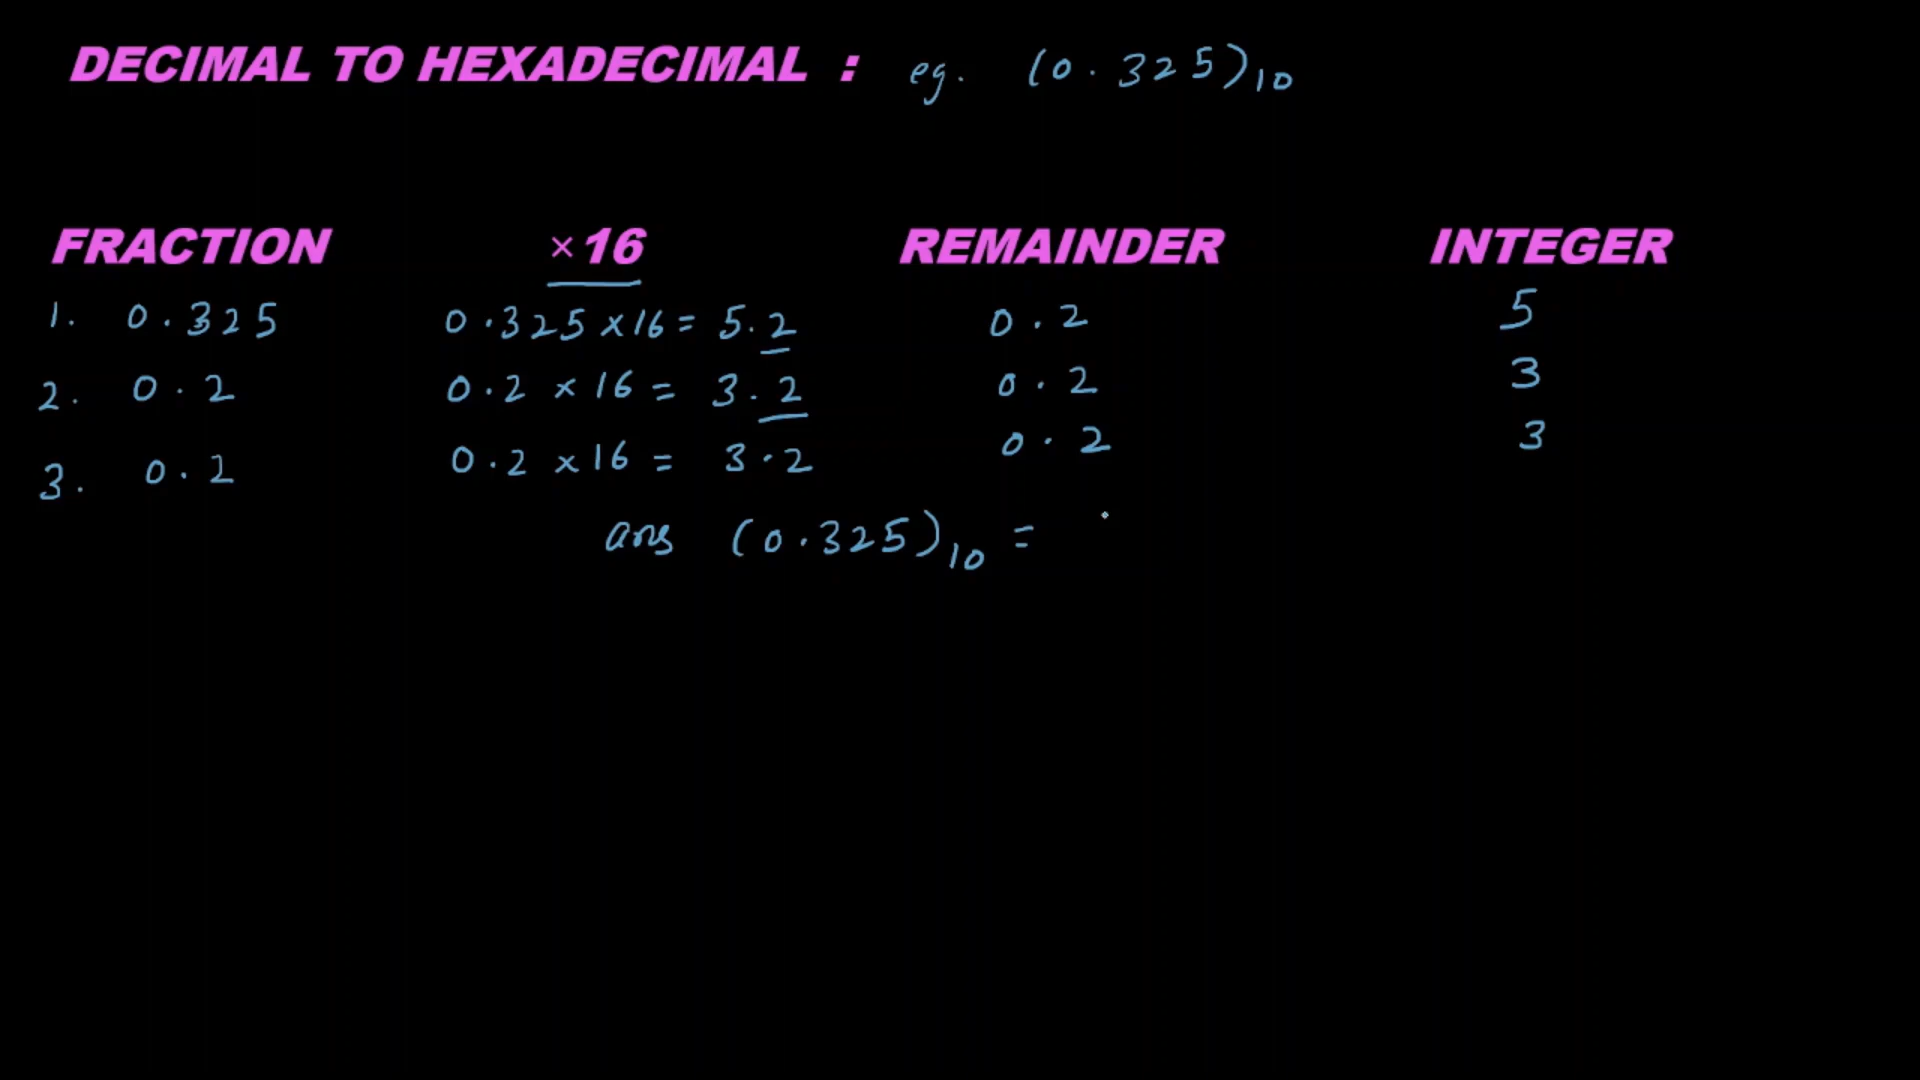 DECIMAL TO HEXADECIMAL : eg. (0.325)₁₀
FRACTION ×16 REMAINDER INTEGER
1. 0.325 0.325 × 16 = 5.2 0.2 5
2. 0.2 0.2 × 16 = 3.2 0.2 3
3. 0.2 0.2 × 16 = 3.2 0.2 3
ans (0.325)₁₀ =